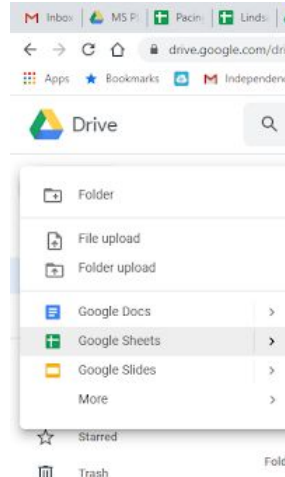 Inbox MS P Pacin Linds
drive.google.com/dri
Apps Bookmarks Independen
Drive
Folder
File upload
Folder upload
Google Docs
Google Sheets
Google Slides
More
Starred
Fold
Trash